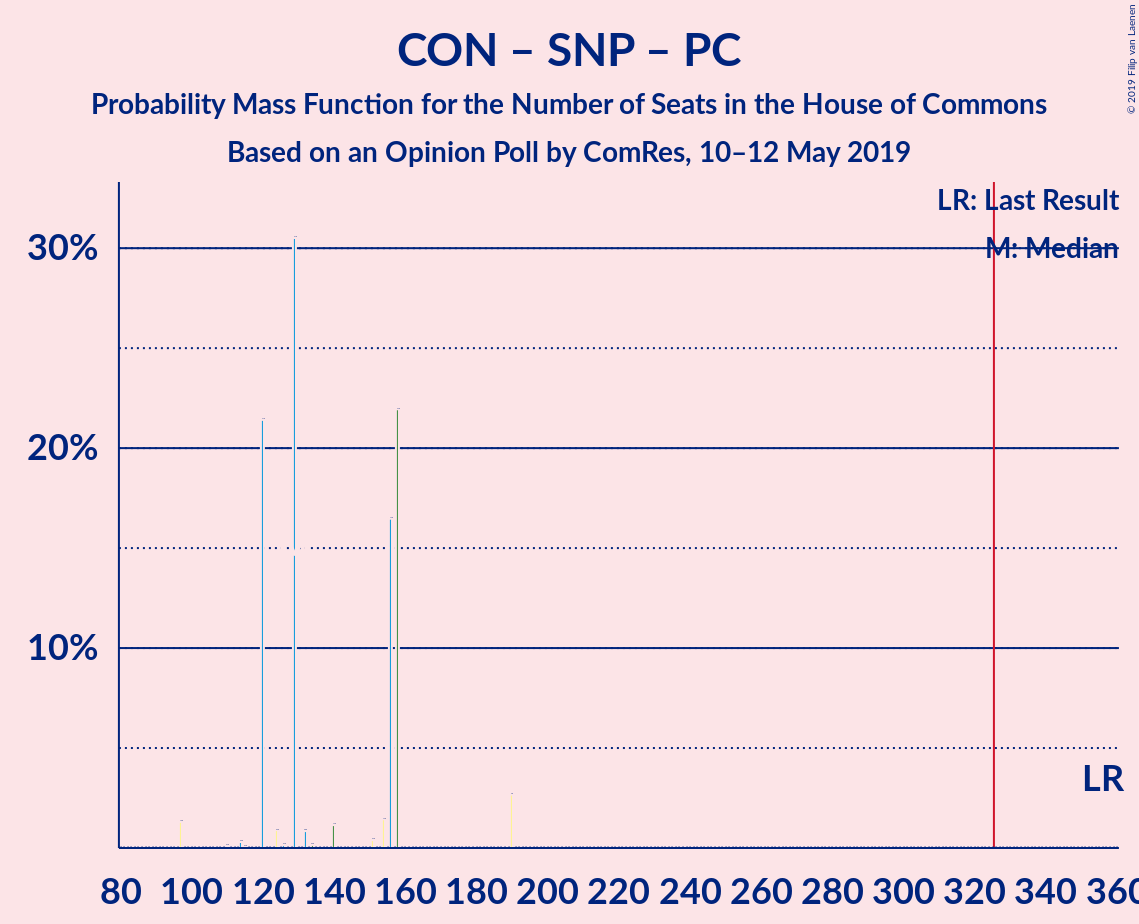 CON – SNP – PC
Probability Mass Function for the Number of Seats in the House of Commons
Based on an Opinion Poll by ComRes, 10–12 May 2019
© 2019 Filip van Laenen
LR: Last Result
M: Median
30%
20%
10%
LR
80 100 120 140 160 180 200 220 240 260 280 300 320 340 360